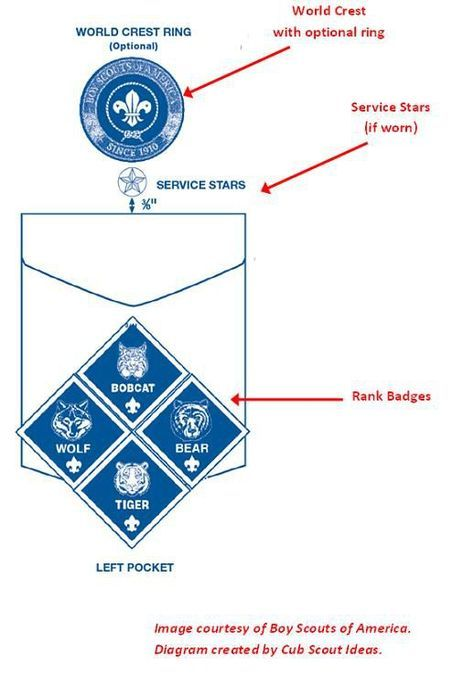 World Crest
with optional ring
WORLD CREST RING
(Optional)
BOY SCOUTS OF AMERICA
SINCE 1910
Service Stars
(if worn)
SERVICE STARS
⅜"
BOBCAT
WOLF
BEAR
TIGER
Rank Badges
LEFT POCKET
Image courtesy of Boy Scouts of America.
Diagram created by Cub Scout Ideas.